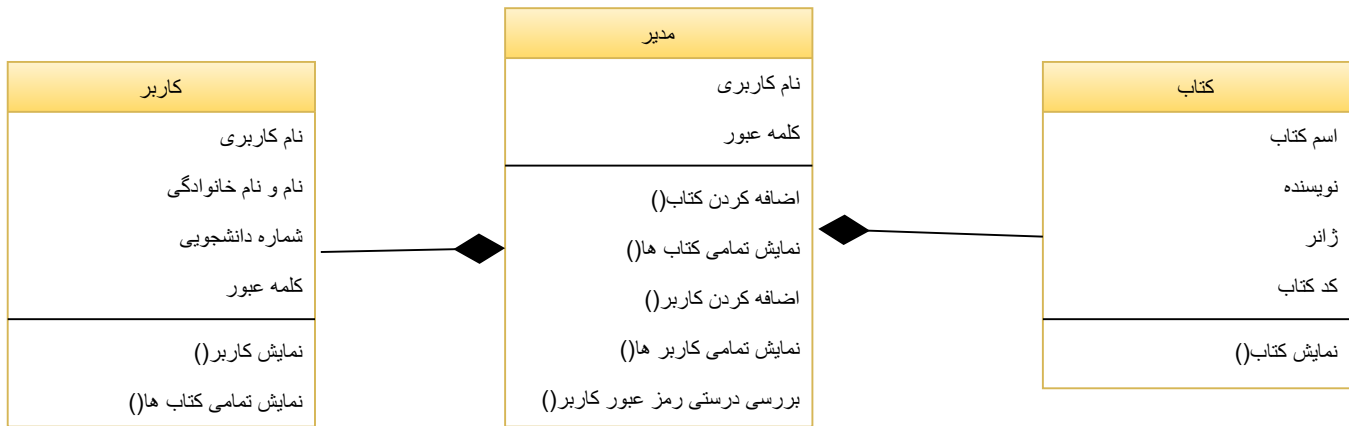 مدیر
نام کاربری
کلمه عبور
اضافه کردن کتاب()
نمایش تمامی کتاب ها()
اضافه کردن کاربر()
نمایش تمامی کاربر ها()
بررسی درستی رمز عبور کاربر()
کتاب
اسم کتاب
نویسنده
ژانر
کد کتاب
نمایش کتاب()
کاربر
نام کاربری
نام و نام خانوادگی
شماره دانشجویی
کلمه عبور
نمایش کاربر()
نمایش تمامی کتاب ها()